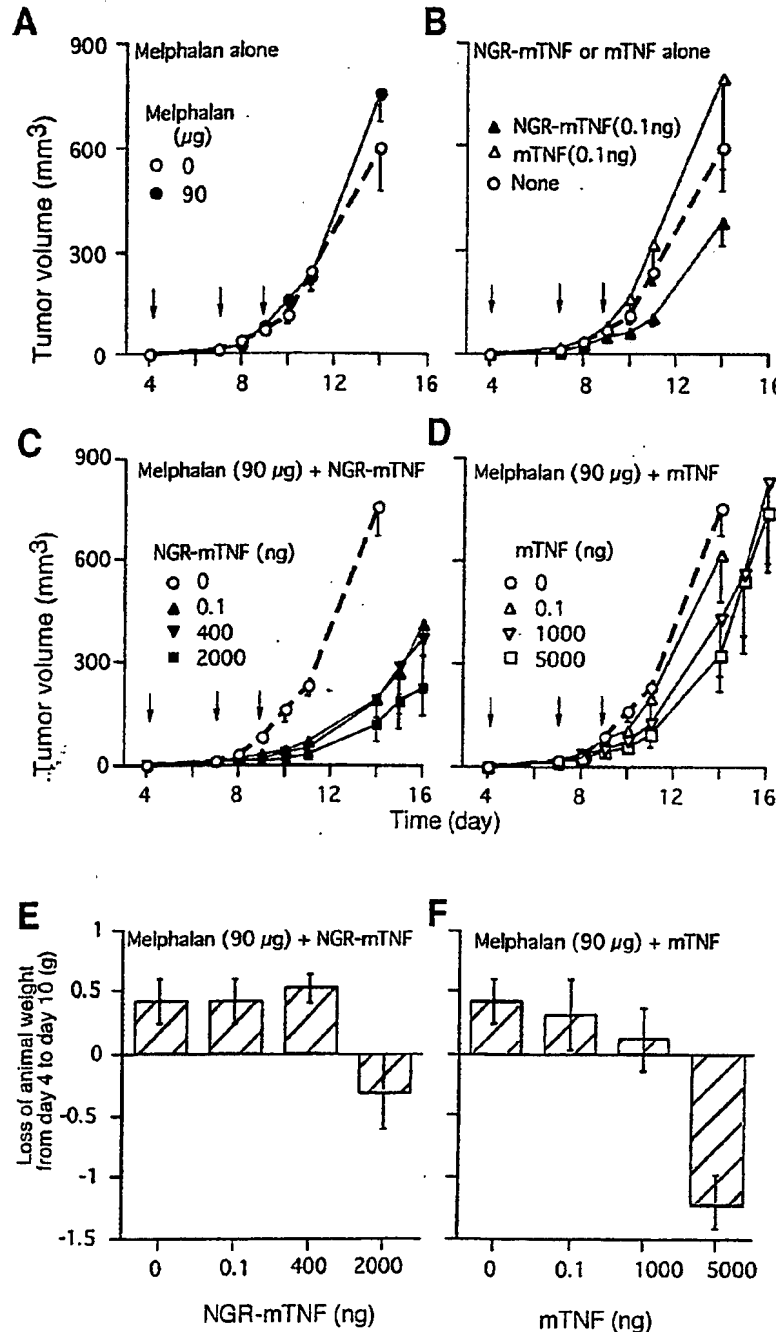 A
900
600
300
0
Tumor volume (mm3)
Melphalan alone
Melphalan
(µg)
0
90
4
8
12
16
B
NGR-mTNF or mTNF alone
NGR-mTNF(0.1ng)
mTNF(0.1ng)
None
4
8
12
16
C
900
600
300
0
Tumor volume (mm3)
Melphalan (90 µg) + NGR-mTNF
NGR-mTNF (ng)
0
0.1
400
2000
4
8
12
16
D
Melphalan (90 µg) + mTNF
mTNF (ng)
0
0.1
1000
5000
4
8
12
16
Time (day)
E
1
0.5
0
-0.5
-1
-1.5
Loss of animal weight
from day 4 to day 10 (g)
Melphalan (90 µg) + NGR-mTNF
0
0.1
400
2000
NGR-mTNF (ng)
F
Melphalan (90 µg) + mTNF
0
0.1
1000
5000
mTNF (ng)